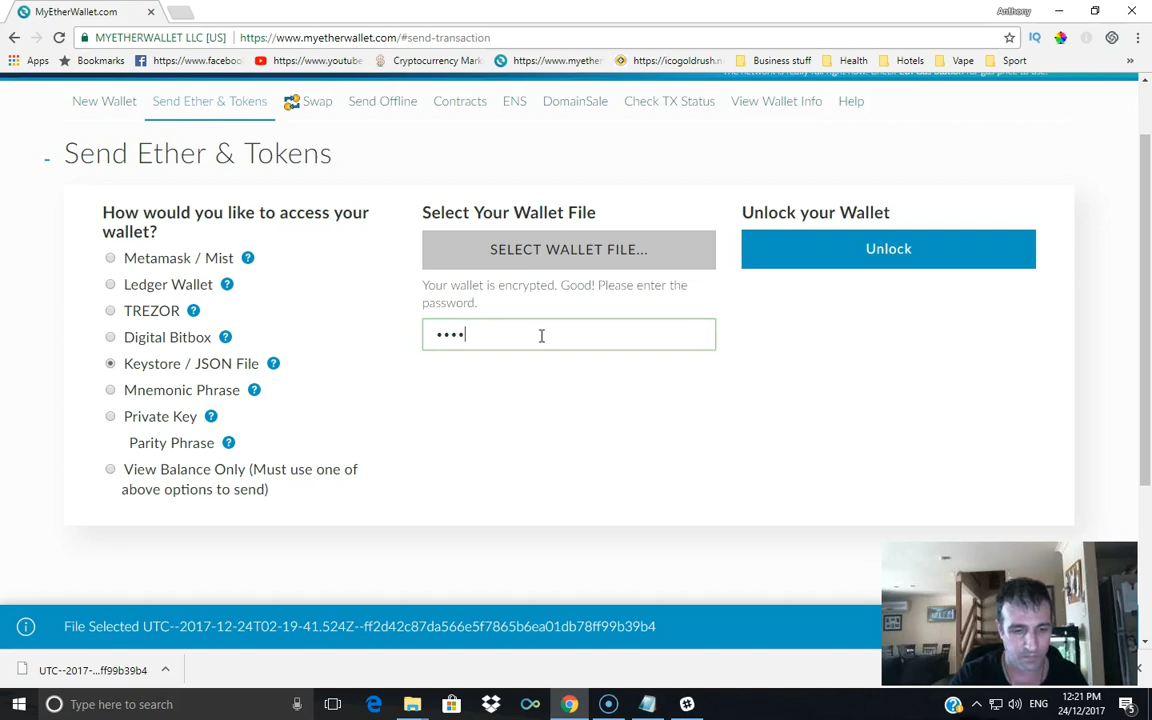 MyEtherWallet.com
Anthony
MYETHERWALLET LLC [US] https://www.myetherwallet.com/#send-transaction
Apps Bookmarks https://www.faceboo https://www.youtube Cryptocurrency Mark https://www.myether https://icogoldrush.n Business stuff Health Hotels Vape Sport
New Wallet Send Ether & Tokens Swap Send Offline Contracts ENS DomainSale Check TX Status View Wallet Info Help
Send Ether & Tokens
How would you like to access your
wallet?
Metamask / Mist ?
Ledger Wallet ?
TREZOR ?
Digital Bitbox ?
Keystore / JSON File ?
Mnemonic Phrase ?
Private Key ?
Parity Phrase ?
View Balance Only (Must use one of
above options to send)
Select Your Wallet File
SELECT WALLET FILE...
Your wallet is encrypted. Good! Please enter the
password.
••••
Unlock your Wallet
Unlock
File Selected UTC--2017-12-24T02-19-41.524Z--ff2d42c87da566e5f7865b6ea01db78ff99b39b4
UTC--2017-...ff99b39b4
Type here to search
ENG
12:21 PM
24/12/2017
5